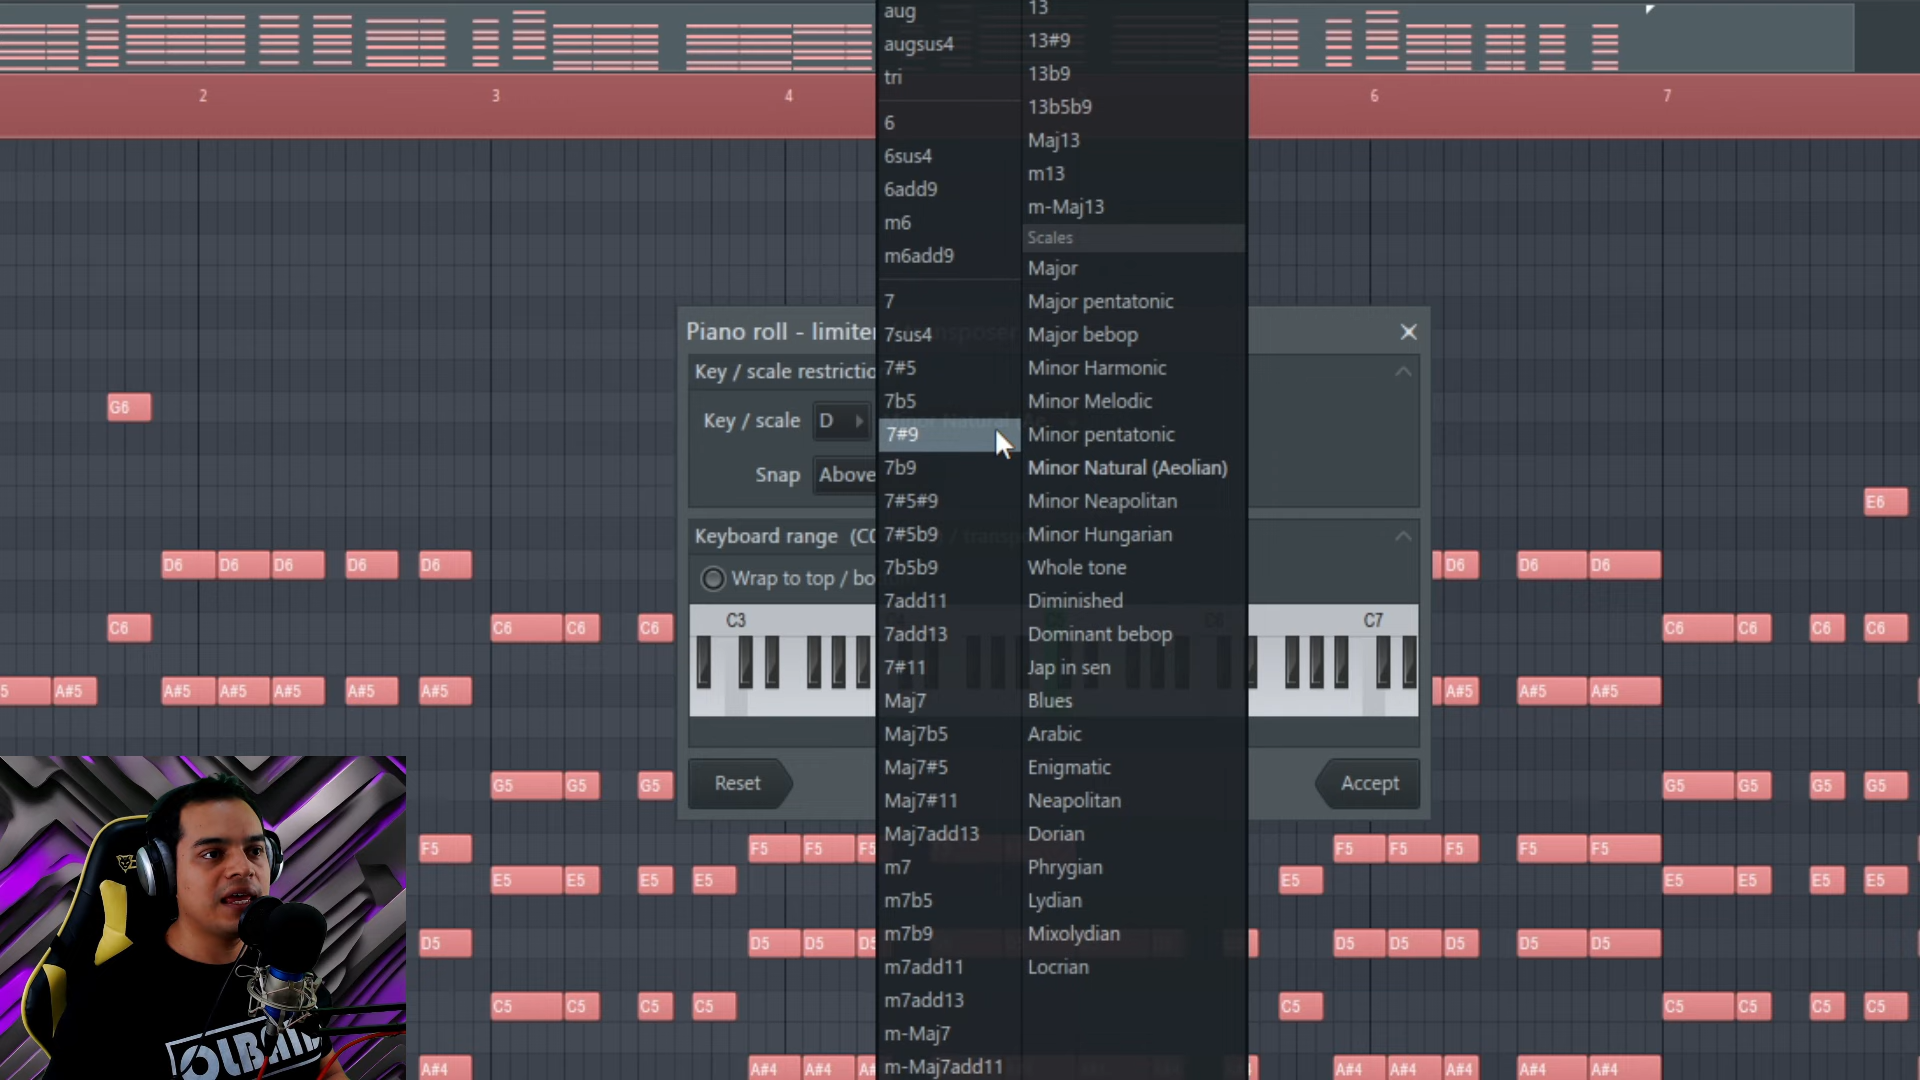 2
3
4
6
7
G6
C6
5
A#5
D6
D6
D6
D6
D6
A#5
A#5
A#5
A#5
A#5
C6
C6
C6
G5
G5
G5
F5
E5
E5
E5
E5
D5
C5
C5
C5
C5
A#4
F5
F5
F5
D5
D5
D5
A#4
A#4
Piano roll - limiter
Key / scale restriction
Key / scale
D
Snap
Above
Keyboard range (C0
Wrap to top / bo
C3
C7
Reset
Accept
aug
augsus4
tri
6
6sus4
6add9
m6
m6add9
7
7sus4
7#5
7b5
7#9
7b9
7#5#9
7#5b9
7b5b9
7add11
7add13
7#11
Maj7
Maj7b5
Maj7#5
Maj7#11
Maj7add13
m7
m7b5
m7b9
m7add11
m7add13
m-Maj7
m-Maj7add11
13
13#9
13b9
13b5b9
Maj13
m13
m-Maj13
Scales
Major
Major pentatonic
Major bebop
Minor Harmonic
Minor Melodic
Minor pentatonic
Minor Natural (Aeolian)
Minor Neapolitan
Minor Hungarian
Whole tone
Diminished
Dominant bebop
Jap in sen
Blues
Arabic
Enigmatic
Neapolitan
Dorian
Phrygian
Lydian
Mixolydian
Locrian
E6
D6
D6
D6
C6
C6
C6
C6
A#5
A#5
A#5
G5
G5
G5
G5
F5
F5
F5
F5
F5
E5
E5
E5
E5
E5
D5
D5
D5
D5
D5
C5
C5
C5
C5
C5
A#4
A#4
A#4
A#4
A#4